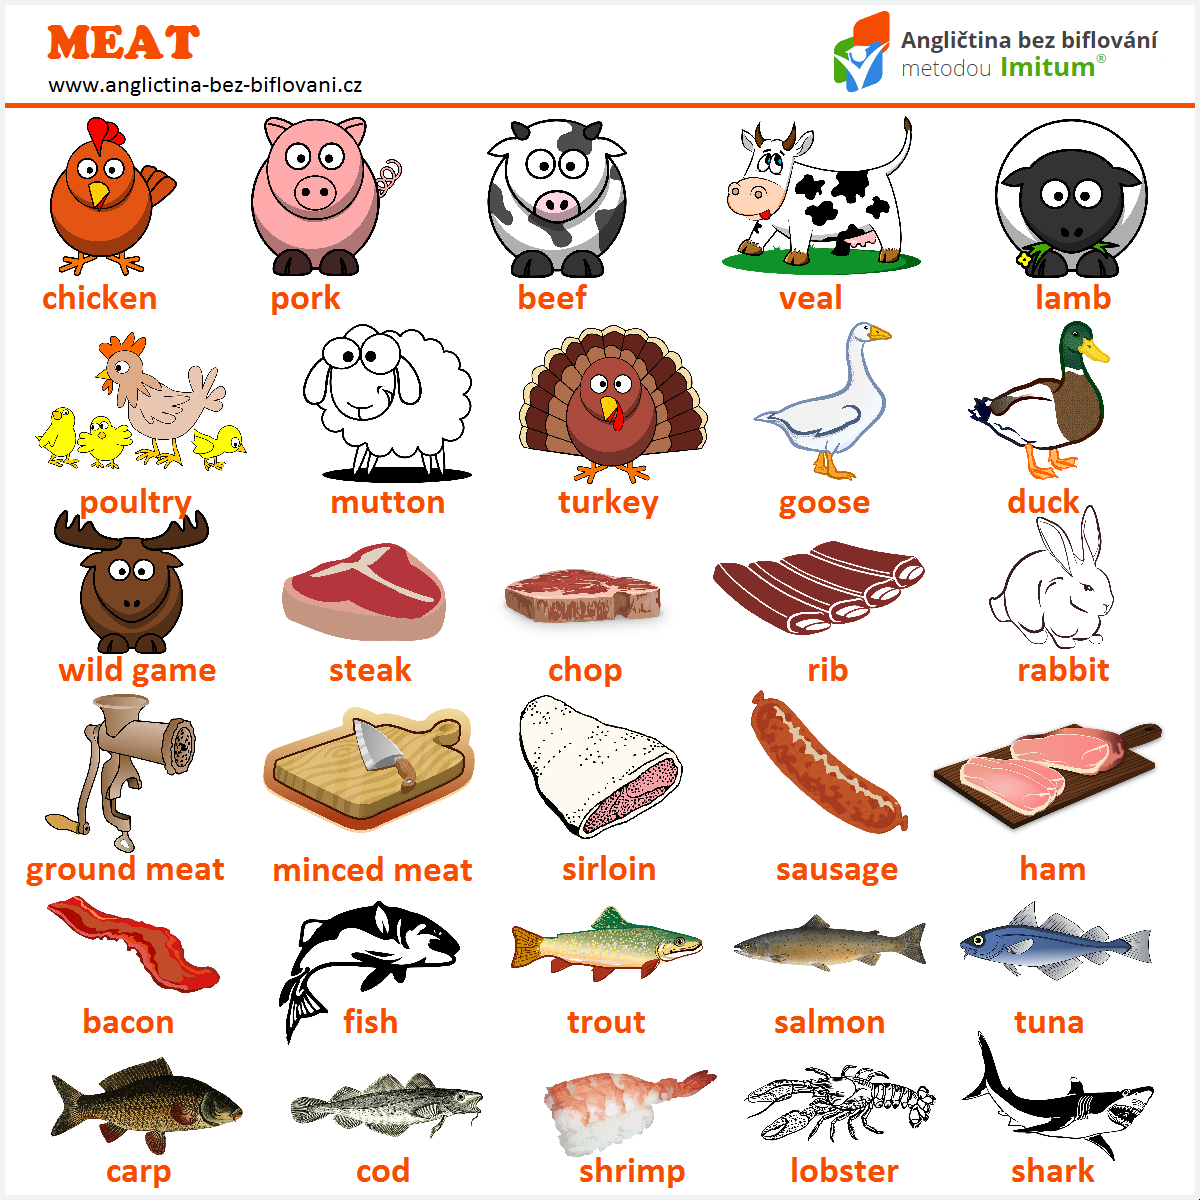 MEAT
www.anglictina-bez-biflovani.cz
Angličtina bez biflování
metodou Imitum®
chicken
pork
beef
veal
lamb
poultry
mutton
turkey
goose
duck
wild game
steak
chop
rib
rabbit
ground meat
minced meat
sirloin
sausage
ham
bacon
fish
trout
salmon
tuna
carp
cod
shrimp
lobster
shark